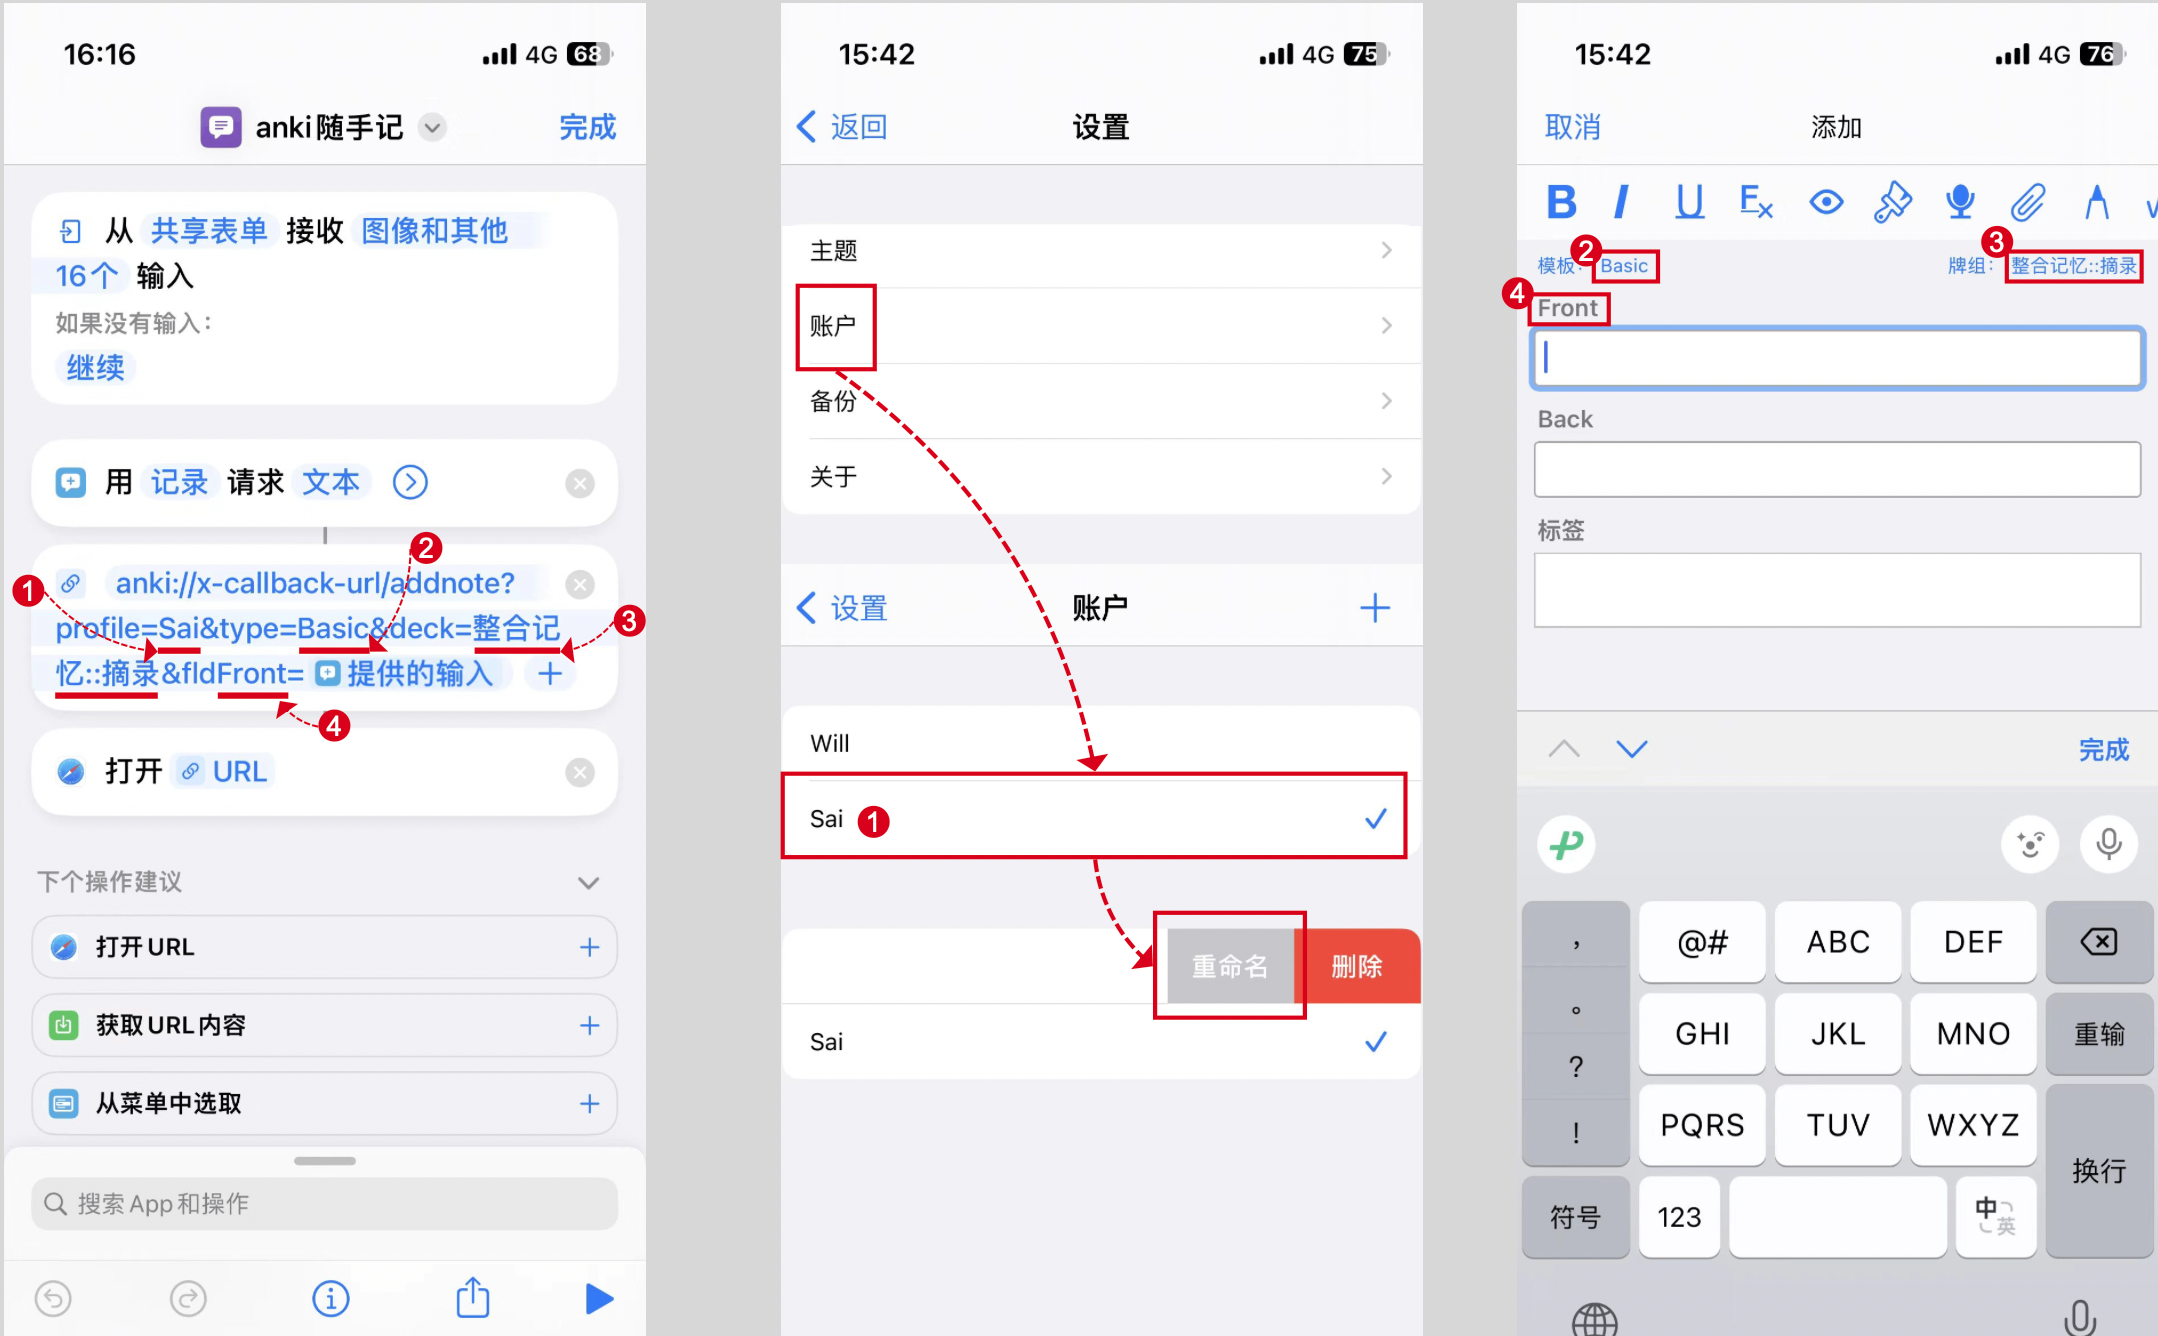 16:16
4G 68
anki随手记
完成
从 共享表单 接收 图像和其他
16个 输入
如果没有输入：
继续
用 记录 请求 文本
2
1
anki://x-callback-url/addnote?
3
profile=Sai&type=Basic&deck=整合记
忆::摘录&fldFront= 提供的输入
4
打开 URL
下个操作建议
打开URL
获取URL内容
从菜单中选取
搜索App和操作
15:42
4G 75
返回
设置
主题
账户
备份
关于
设置
账户
Will
Sai 1
重命名
删除
Sai
15:42
4G 76
取消
添加
B I U Fx
2
3
模板： Basic
牌组： 整合记忆::摘录
4
Front
Back
标签
完成
，
@#
ABC
DEF
。
GHI
JKL
MNO
重输
?
PQRS
TUV
WXYZ
!
换行
符号
123
中
英